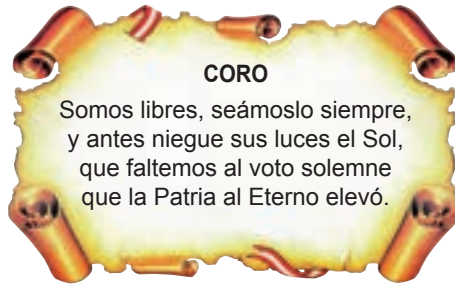 CORO
Somos libres, seámoslo siempre,
y antes niegue sus luces el Sol,
que faltemos al voto solemne
que la Patria al Eterno elevó.